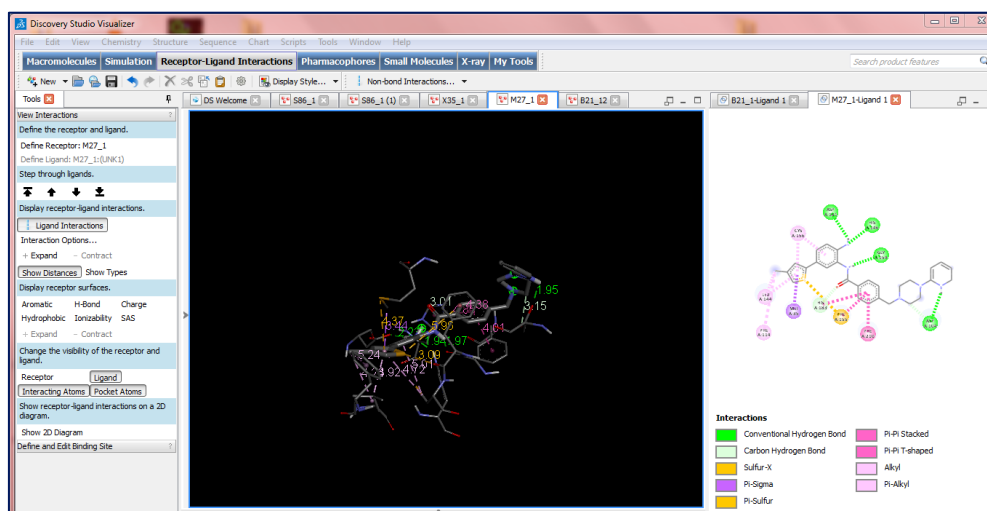 Discovery Studio Visualizer
File Edit View Chemistry Structure Sequence Chart Scripts Tools Window Help
Macromolecules Simulation Receptor-Ligand Interactions Pharmacophores Small Molecules X-ray My Tools
Search product features
New Display Style... Non-bond Interactions...
Tools
DS Welcome S86_1 S86_1 (1) X35_1 M27_1 B21_12
B21_1-Ligand 1 M27_1-Ligand 1
View Interactions ?
Define the receptor and ligand.
Define Receptor: M27_1
Define Ligand: M27_1:(UNK1)
Step through ligands.
Display receptor-ligand interactions.
Ligand Interactions
Interaction Options...
+ Expand - Contract
Show Distances Show Types
Display receptor surfaces.
Aromatic H-Bond Charge
Hydrophobic Ionizability SAS
+ Expand - Contract
Change the visibility of the receptor and
ligand.
Receptor Ligand
Interacting Atoms Pocket Atoms
Show receptor-ligand interactions on a 2D
diagram.
Show 2D Diagram
Define and Edit Binding Site ?
3.01
1.95
3.15
4.37
5.96
4.01
3.09
5.24
Interactions
Conventional Hydrogen Bond
Carbon Hydrogen Bond
Sulfur-X
Pi-Sigma
Pi-Sulfur
Pi-Pi Stacked
Pi-Pi T-shaped
Alkyl
Pi-Alkyl